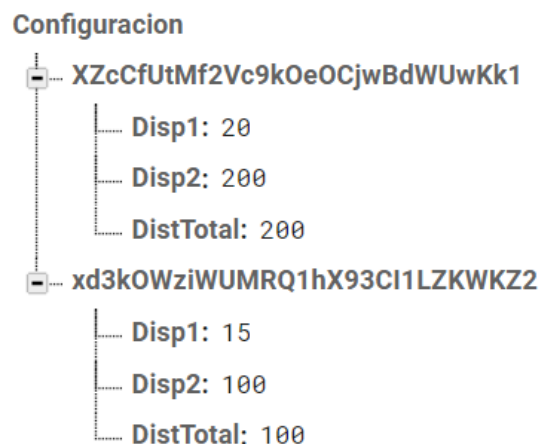 Configuracion
XZcCfUtMf2Vc9kOeOCjwBdWUwKk1
Disp1: 20
Disp2: 200
DistTotal: 200
xd3kOWziWUMRQ1hX93CI1LZKWKZ2
Disp1: 15
Disp2: 100
DistTotal: 100